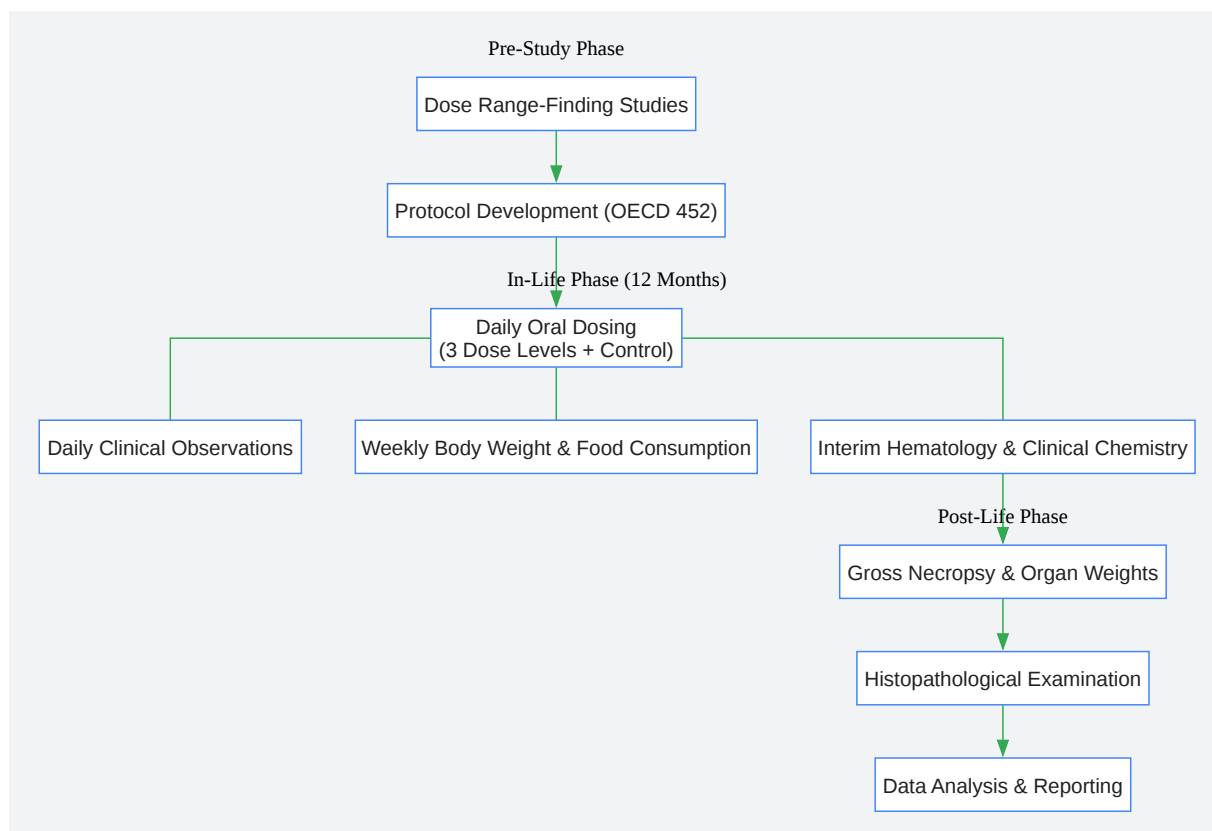 Pre-Study Phase
Dose Range-Finding Studies
Protocol Development (OECD 452)
In-Life Phase (12 Months)
Daily Oral Dosing
(3 Dose Levels + Control)
Daily Clinical Observations
Weekly Body Weight & Food Consumption
Interim Hematology & Clinical Chemistry
Post-Life Phase
Gross Necropsy & Organ Weights
Histopathological Examination
Data Analysis & Reporting